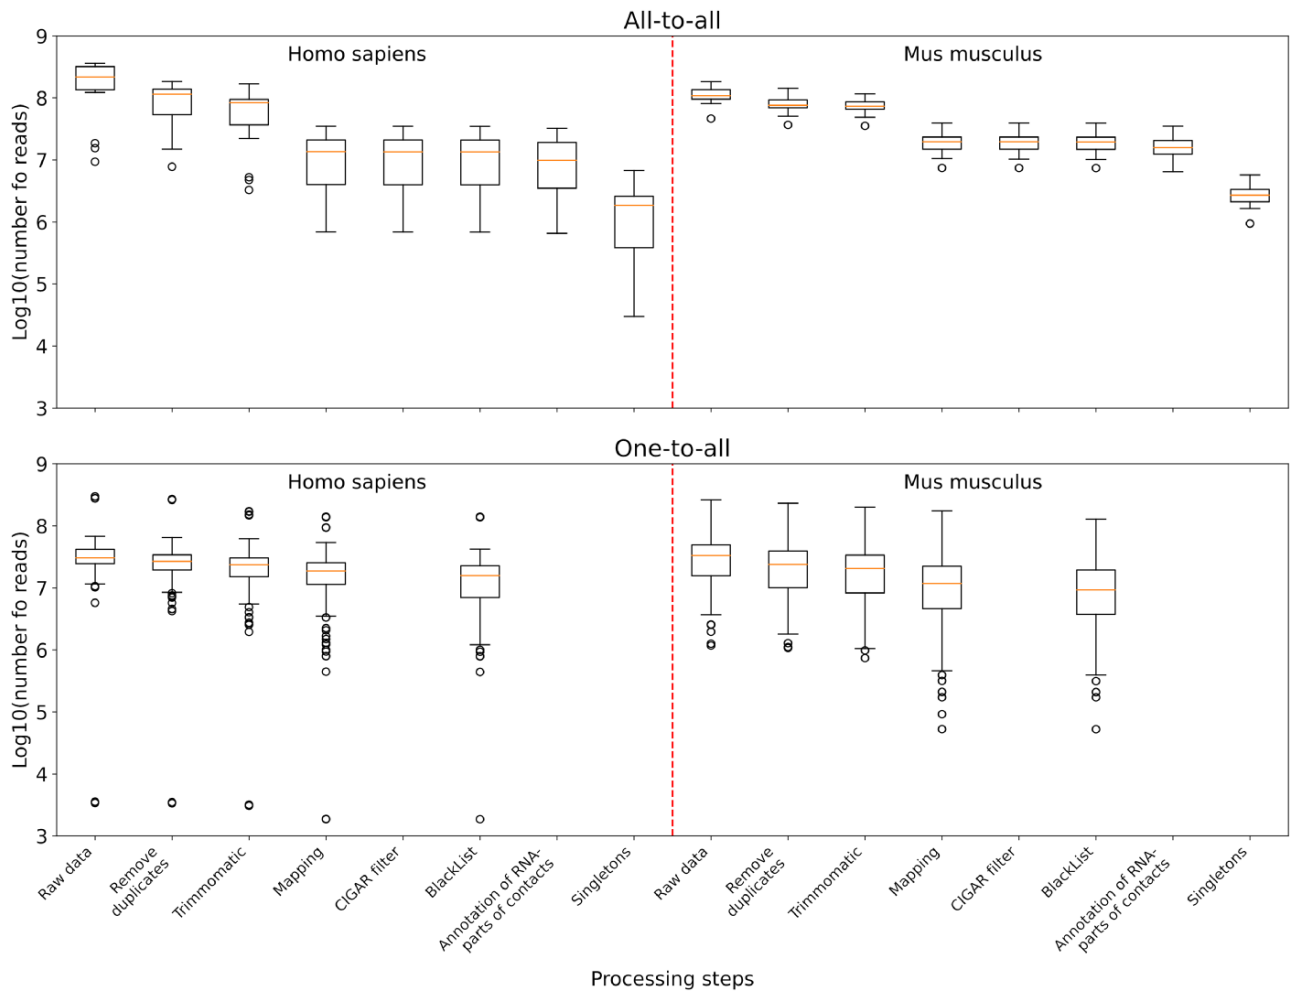 All-to-all
Homo sapiens
Mus musculus
Log10(number fo reads)
9
8
7
6
5
4
3
One-to-all
Homo sapiens
Mus musculus
Log10(number fo reads)
9
8
7
6
5
4
3
Raw data
Remove
duplicates
Trimmomatic
Mapping
CIGAR filter
BlackList
Annotation of RNA-
parts of contacts
Singletons
Raw data
Remove
duplicates
Trimmomatic
Mapping
CIGAR filter
BlackList
Annotation of RNA-
parts of contacts
Singletons
Processing steps